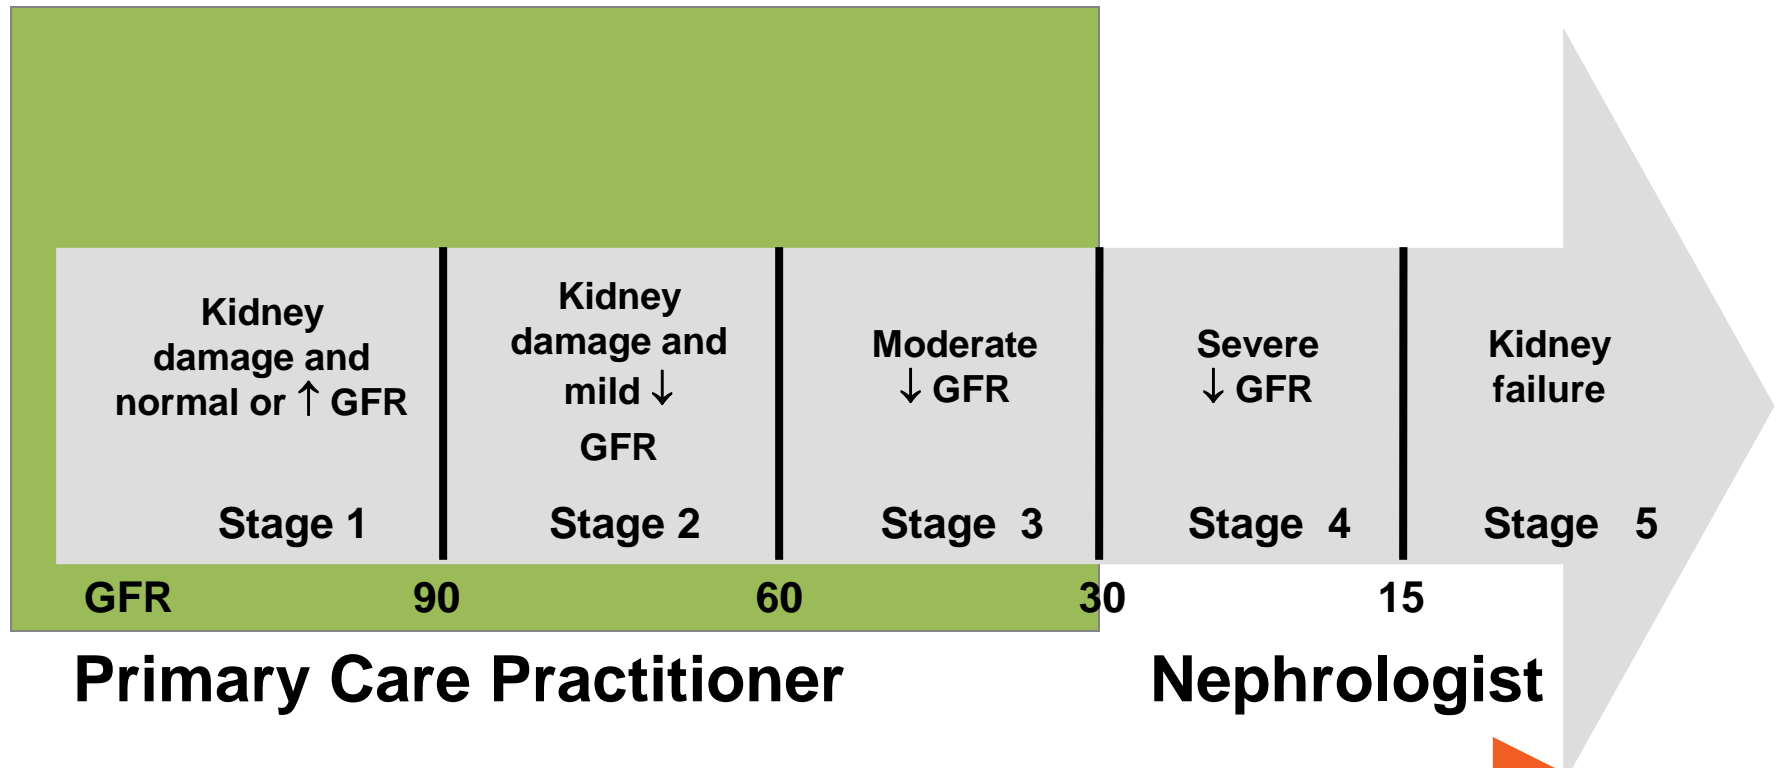 Kidney
damage and
normal or ↑ GFR
Stage 1
Kidney
damage and
mild ↓
GFR
Stage 2
Moderate
↓ GFR
Stage 3
Severe
↓ GFR
Stage 4
Kidney
failure
Stage 5
GFR 90 60 30 15
Primary Care Practitioner
Nephrologist